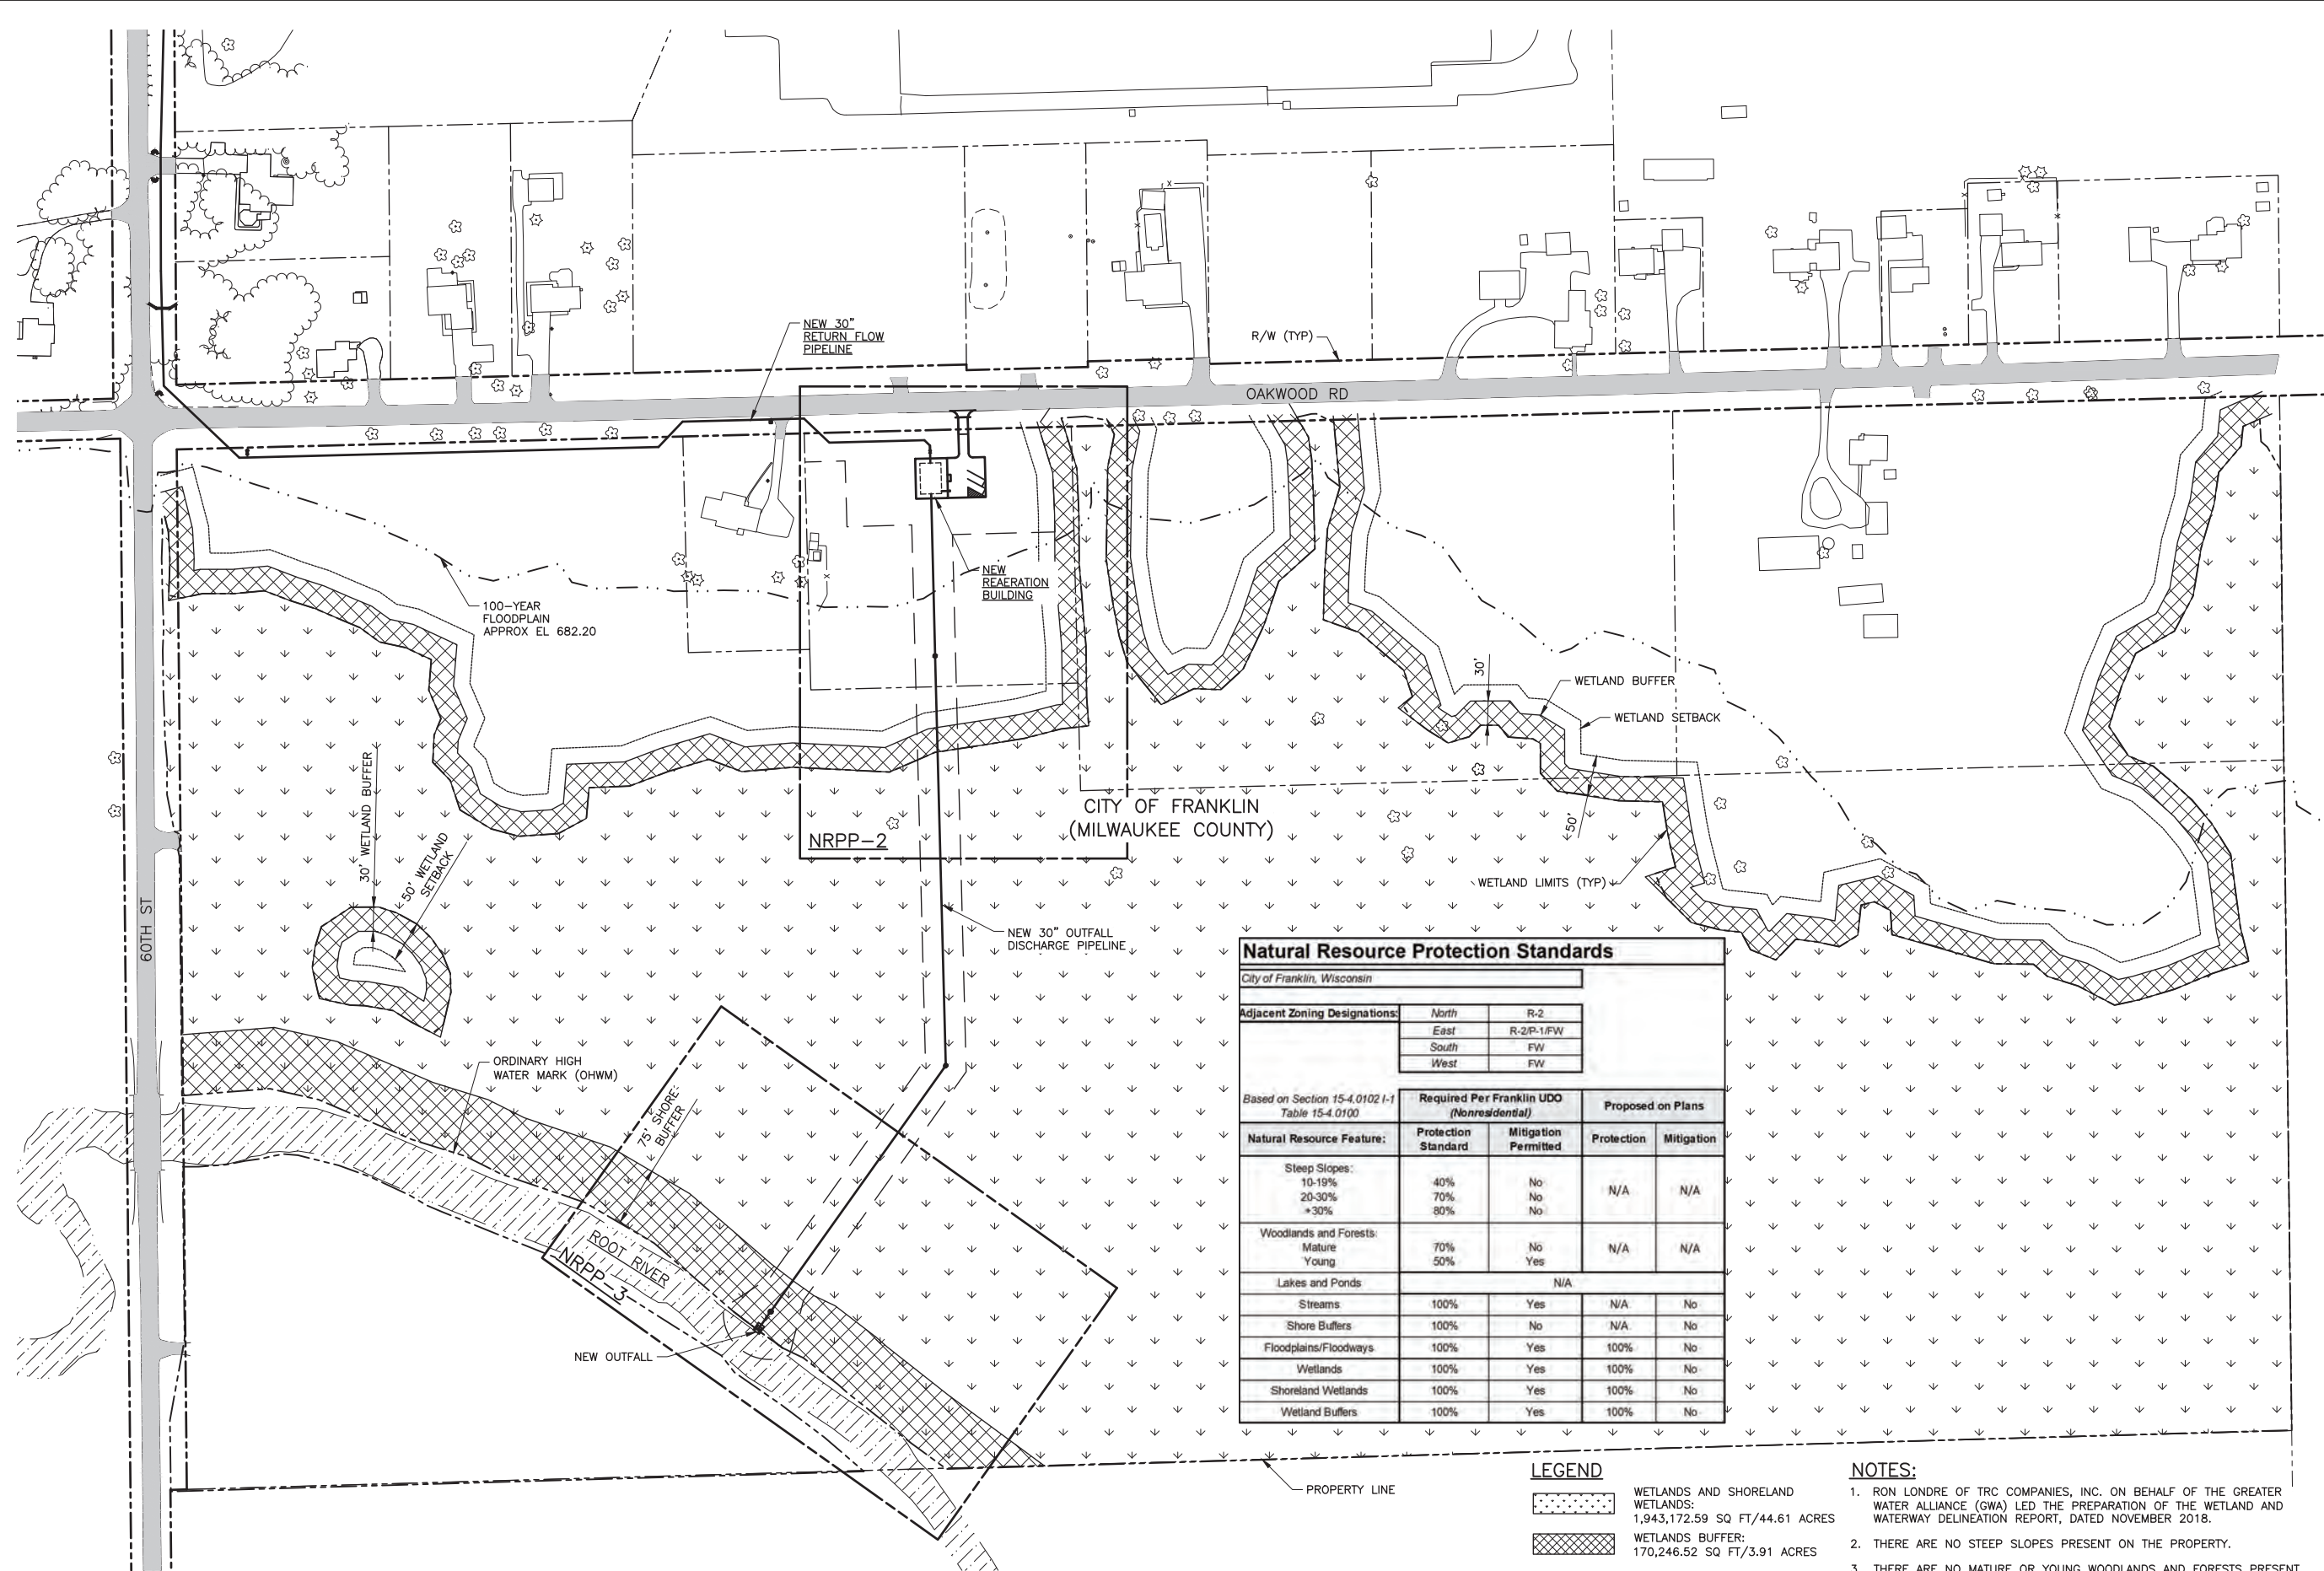 NEW 30"
RETURN FLOW
PIPELINE
R/W (TYP)
OAKWOOD RD
NEW
REAERATION
BUILDING
100-YEAR
FLOODPLAIN
APPROX EL 682.20
30'
WETLAND BUFFER
WETLAND SETBACK
50'
30' WETLAND BUFFER
50' WETLAND
SETBACK
CITY OF FRANKLIN
(MILWAUKEE COUNTY)
NRPP-2
WETLAND LIMITS (TYP)
60TH ST
NEW 30" OUTFALL
DISCHARGE PIPELINE
ORDINARY HIGH
WATER MARK (OHWM)
75' SHORE
BUFFER
ROOT RIVER
NRPP-3
NEW OUTFALL
PROPERTY LINE
Natural Resource Protection Standards
City of Franklin, Wisconsin
Adjacent Zoning Designations: North R-2
East R-2/P-1/FW
South FW
West FW
Based on Section 15-4.0102 I-1
Table 15-4.0100
Required Per Franklin UDO
(Nonresidential)
Proposed on Plans
Natural Resource Feature:
Protection
Standard
Mitigation
Permitted
Protection
Mitigation
Steep Slopes:
10-19% 40% No
20-30% 70% No N/A N/A
+30% 80% No
Woodlands and Forests:
Mature 70% No N/A N/A
Young 50% Yes
Lakes and Ponds N/A
Streams 100% Yes N/A No
Shore Buffers 100% No N/A No
Floodplains/Floodways 100% Yes 100% No
Wetlands 100% Yes 100% No
Shoreland Wetlands 100% Yes 100% No
Wetland Buffers 100% Yes 100% No
LEGEND
WETLANDS AND SHORELAND
WETLANDS:
1,943,172.59 SQ FT/44.61 ACRES
WETLANDS BUFFER:
170,246.52 SQ FT/3.91 ACRES
NOTES:
1. RON LONDRE OF TRC COMPANIES, INC. ON BEHALF OF THE GREATER
WATER ALLIANCE (GWA) LED THE PREPARATION OF THE WETLAND AND
WATERWAY DELINEATION REPORT, DATED NOVEMBER 2018.
2. THERE ARE NO STEEP SLOPES PRESENT ON THE PROPERTY.
3. THERE ARE NO MATURE OR YOUNG WOODLANDS AND FORESTS PRESENT